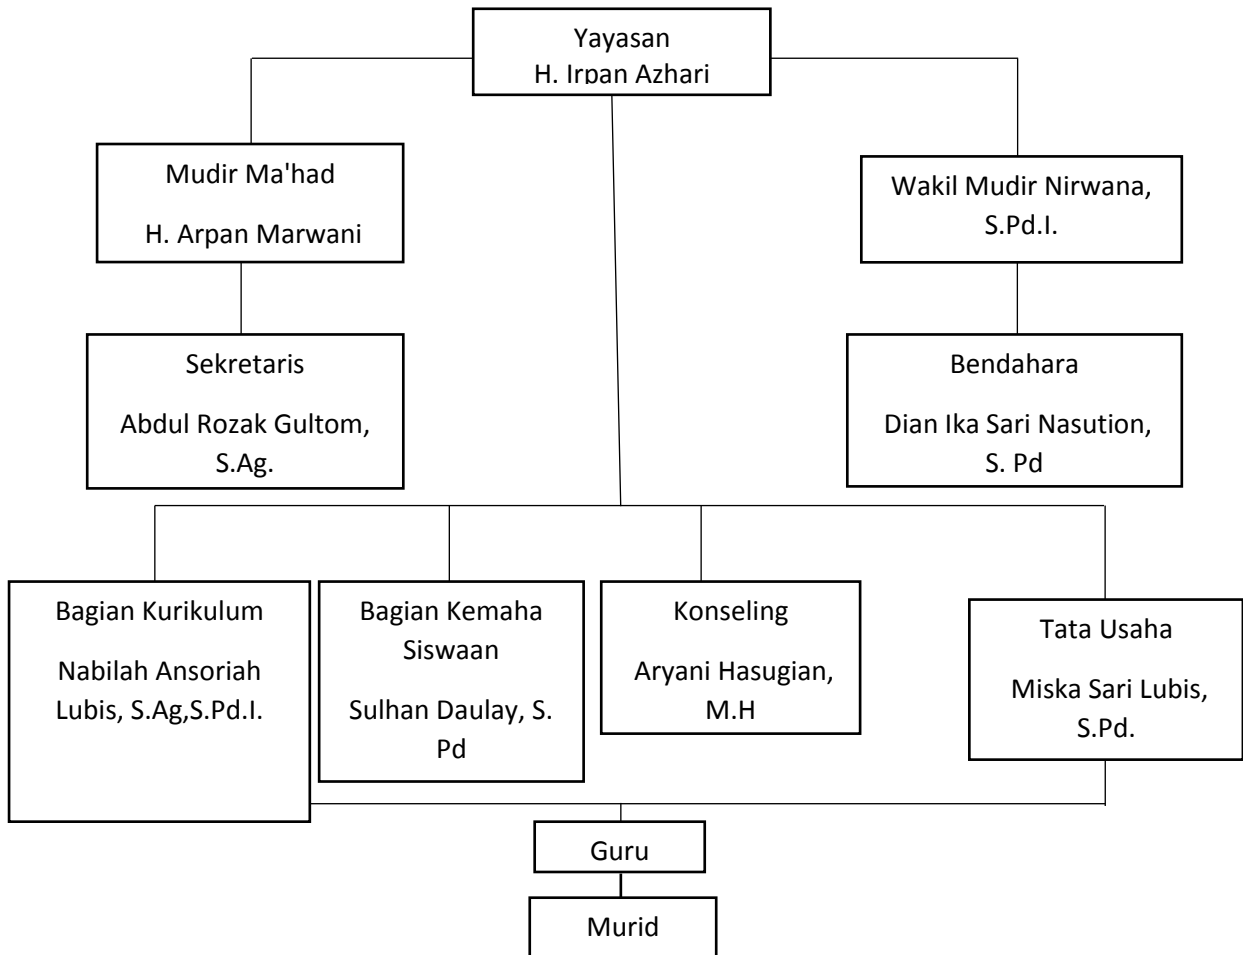 Yayasan
H. Irpan Azhari
Mudir Ma'had
H. Arpan Marwani
Wakil Mudir Nirwana,
S.Pd.I.
Sekretaris
Abdul Rozak Gultom,
S.Ag.
Bendahara
Dian Ika Sari Nasution,
S. Pd
Bagian Kurikulum
Nabilah Ansoriah
Lubis, S.Ag,S.Pd.I.
Bagian Kemaha
Siswaan
Sulhan Daulay, S.
Pd
Konseling
Aryani Hasugian,
M.H
Tata Usaha
Miska Sari Lubis,
S.Pd.
Guru
Murid